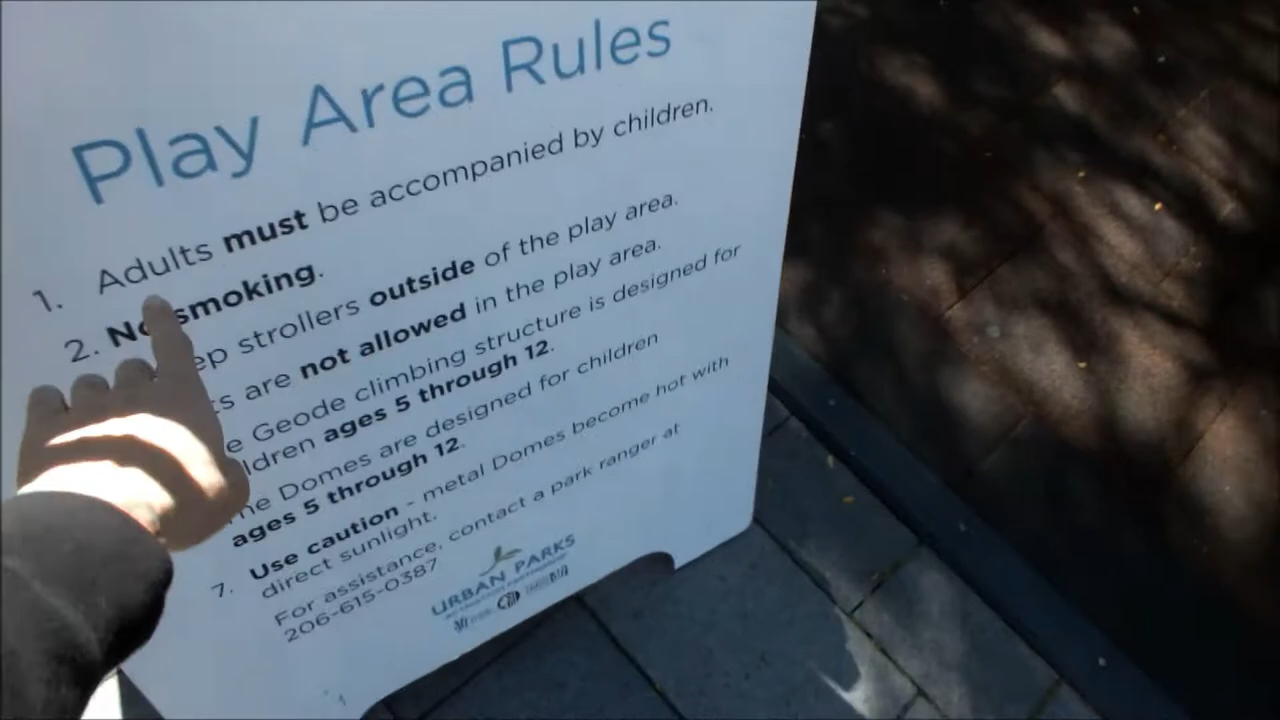 Play Area Rules
1. Adults must be accompanied by children.
2. No smoking.
ep strollers outside of the play area.
ts are not allowed in the play area.
e Geode climbing structure is designed for
ldren ages 5 through 12.
he Domes are designed for children
ages 5 through 12.
7. Use caution - metal Domes become hot with
direct sunlight.
For assistance, contact a park ranger at
206-615-0387
URBAN PARKS